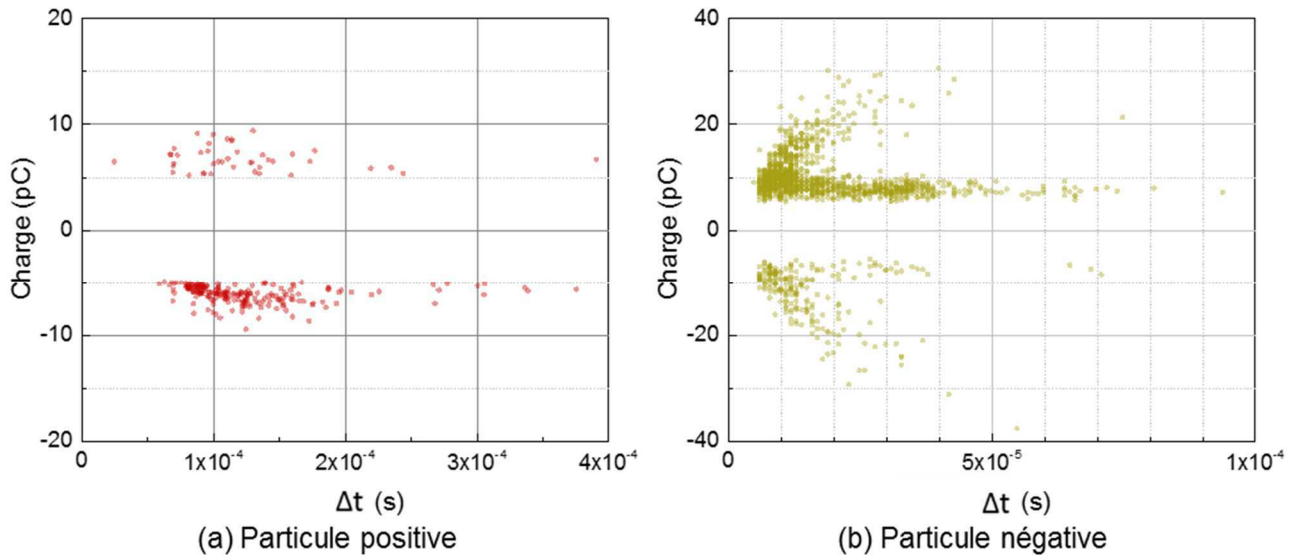 20
10
0
-10
-20
Charge (pC)
0
1x10⁻⁴
2x10⁻⁴
3x10⁻⁴
4x10⁻⁴
Δt (s)
(a) Particule positive
40
20
0
-20
-40
Charge (pC)
0
5x10⁻⁵
1x10⁻⁴
Δt (s)
(b) Particule négative